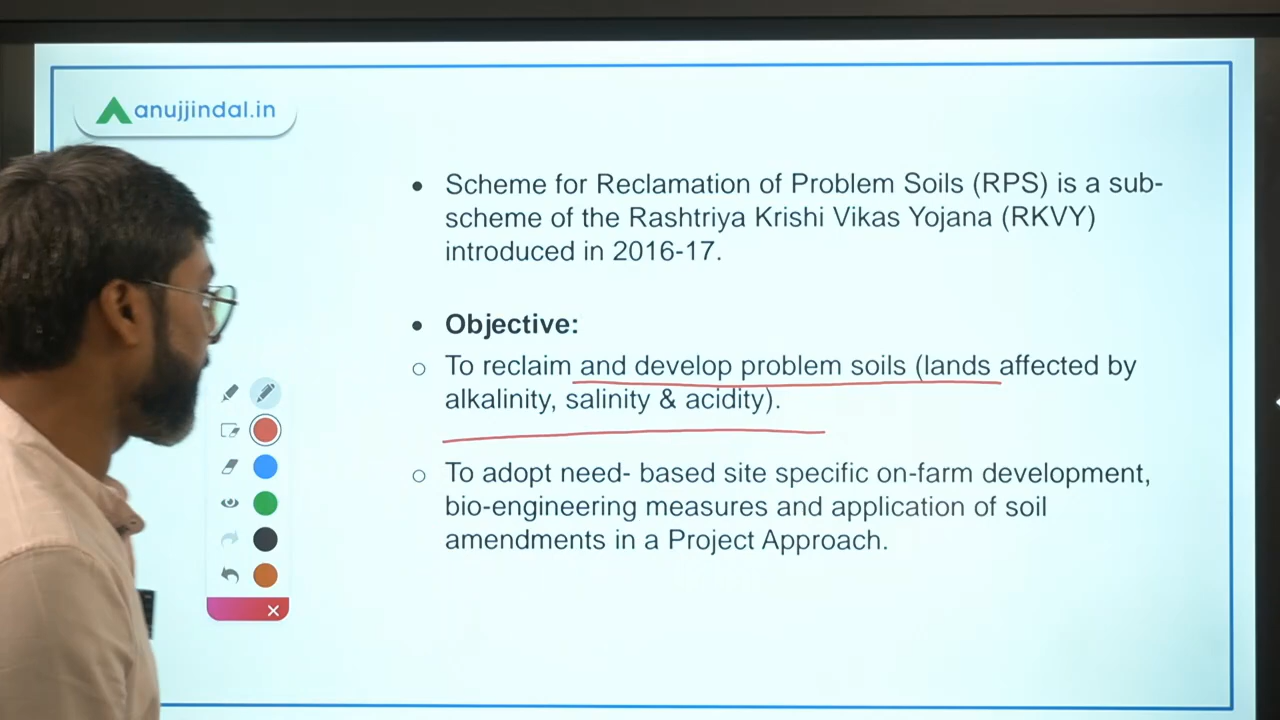 anujjindal.in
• Scheme for Reclamation of Problem Soils (RPS) is a sub-
scheme of the Rashtriya Krishi Vikas Yojana (RKVY)
introduced in 2016-17.
• Objective:
○ To reclaim and develop problem soils (lands affected by
alkalinity, salinity & acidity).
○ To adopt need- based site specific on-farm development,
bio-engineering measures and application of soil
amendments in a Project Approach.